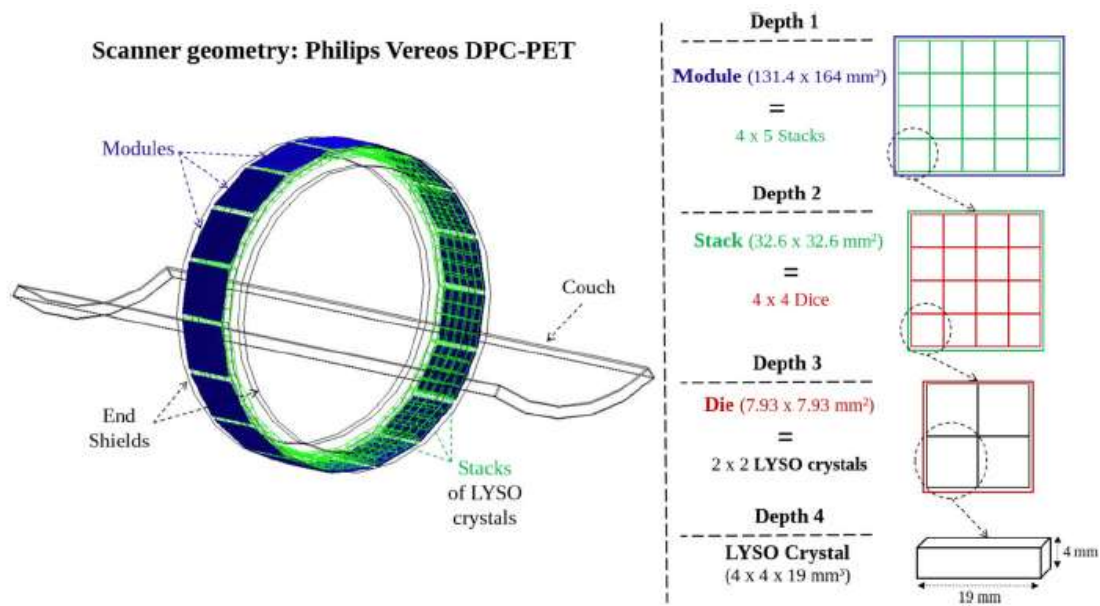 Scanner geometry: Philips Vereos DPC-PET
Modules
Couch
End
Shields
Stacks
of LYSO
crystals
Depth 1
Module (131.4 x 164 mm²)
=
4 x 5 Stacks
Depth 2
Stack (32.6 x 32.6 mm²)
=
4 x 4 Dice
Depth 3
Die (7.93 x 7.93 mm²)
=
2 x 2 LYSO crystals
Depth 4
LYSO Crystal
(4 x 4 x 19 mm³)
4 mm
19 mm